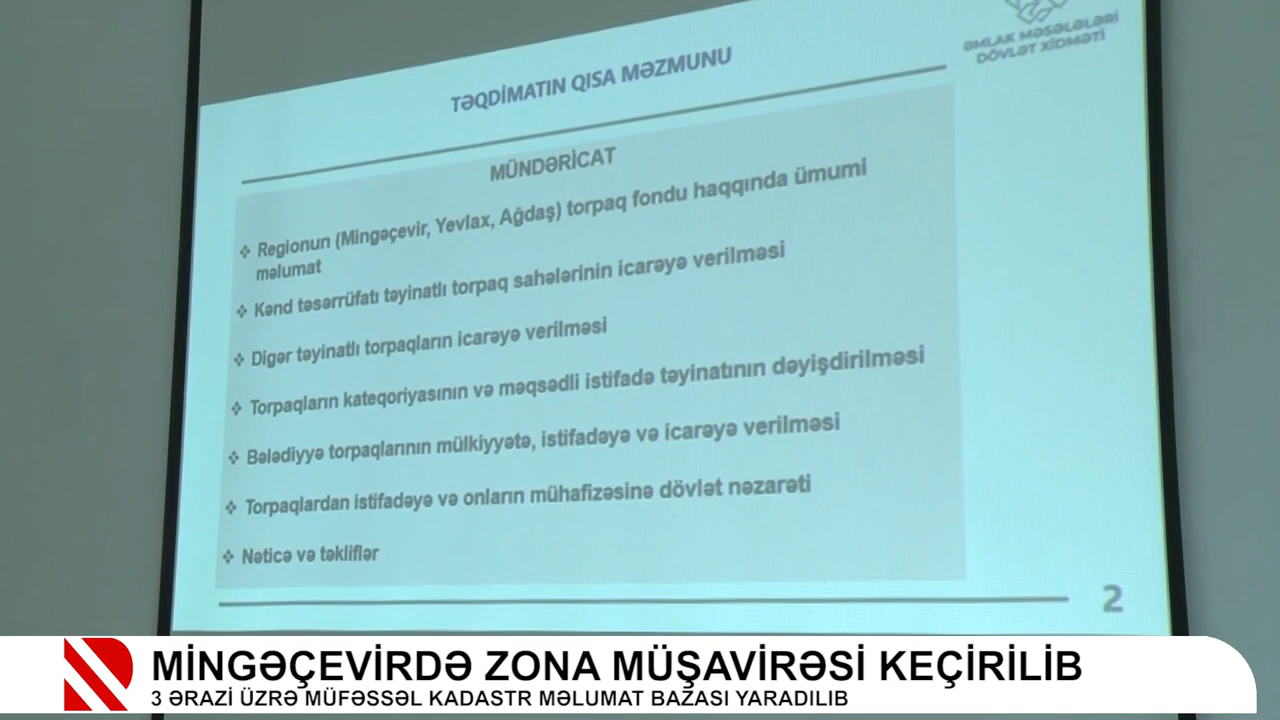 ƏMLAK MƏSƏLƏLƏRİ
DÖVLƏT XİDMƏTİ
TƏQDİMATIN QISA MƏZMUNU
MÜNDƏRİCAT
❖ Regionun (Mingəçevir, Yevlax, Ağdaş) torpaq fondu haqqında ümumi
məlumat
❖ Kənd təsərrüfatı təyinatlı torpaq sahələrinin icarəyə verilməsi
❖ Digər təyinatlı torpaqların icarəyə verilməsi
❖ Torpaqların kateqoriyasının və məqsədli istifadə təyinatının dəyişdirilməsi
❖ Bələdiyyə torpaqlarının mülkiyyətə, istifadəyə və icarəyə verilməsi
❖ Torpaqlardan istifadəyə və onların mühafizəsinə dövlət nəzarəti
❖ Nəticə və təkliflər
2
MİNGƏÇEVİRDƏ ZONA MÜŞAVİRƏSİ KEÇİRİLİB
3 ƏRAZİ ÜZRƏ MÜFƏSSƏL KADASTR MƏLUMAT BAZASI YARADILIB